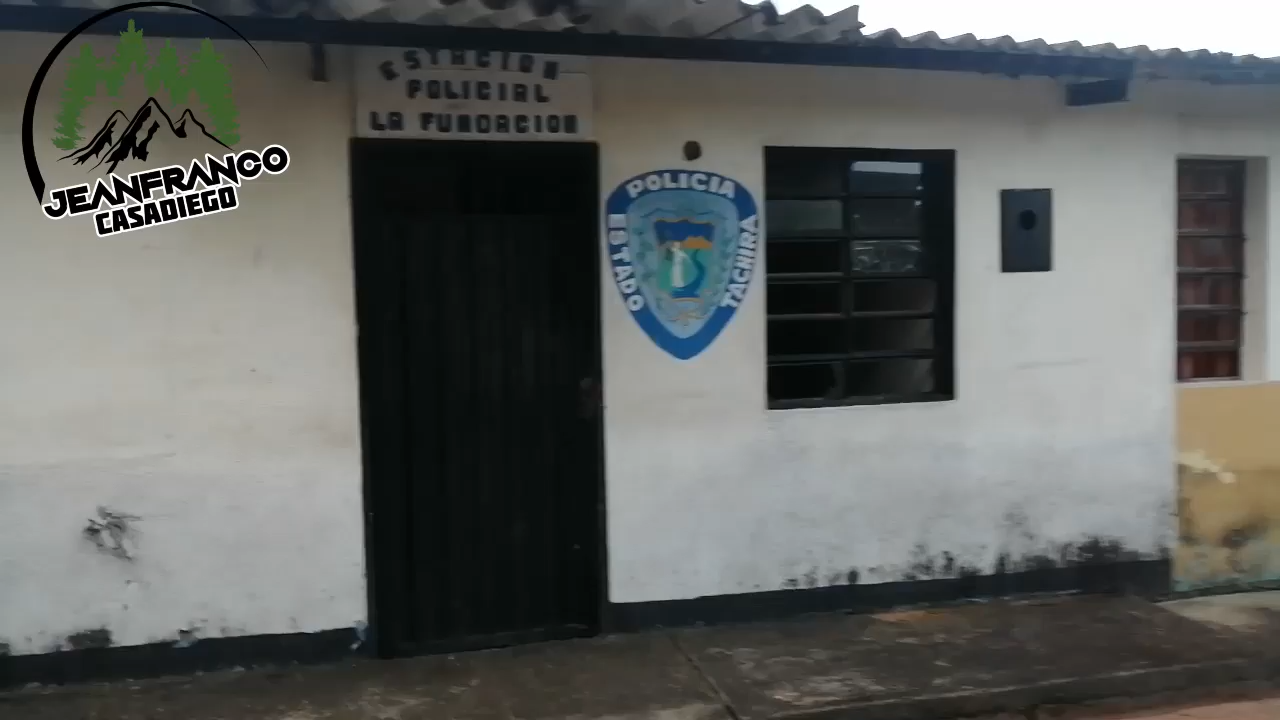 JEANFRANCO
CASADIEGO
ESTACION
POLICIAL
LA FUNDACION
POLICIA
ESTADO
TACHIRA